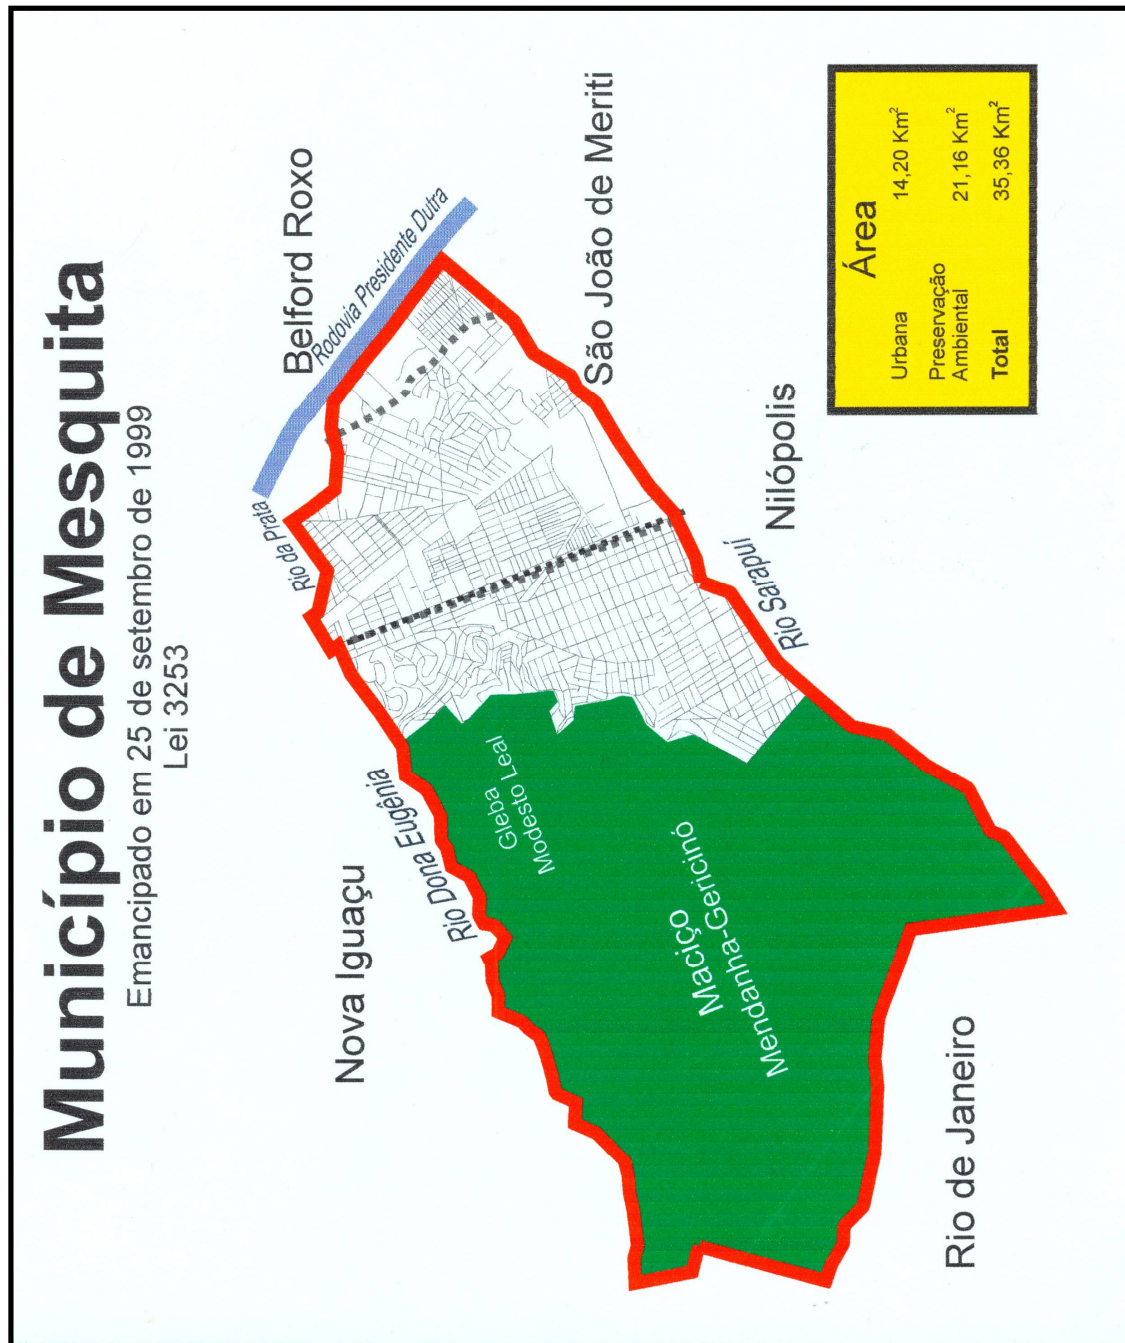 Município de Mesquita
Emancipado em 25 de setembro de 1999
Lei 3253
Belford Roxo
Rodovia Presidente Dutra
Rio da Prata
São João de Meriti
Nova Iguaçu
Rio Dona Eugênia
Gleba
Modesto Leal
Maciço
Mendanha-Gericinó
Rio Sarapuí
Nilópolis
Rio de Janeiro
Área
Urbana 14,20 Km²
Preservação
Ambiental 21,16 Km²
Total 35,36 Km²